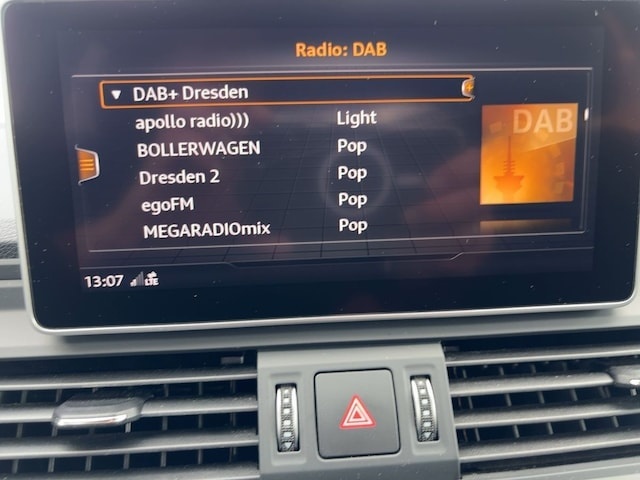 Radio: DAB
DAB+ Dresden
apollo radio))) Light
BOLLERWAGEN Pop
Dresden 2 Pop
egoFM Pop
MEGARADIOmix Pop
DAB
13:07 LTE